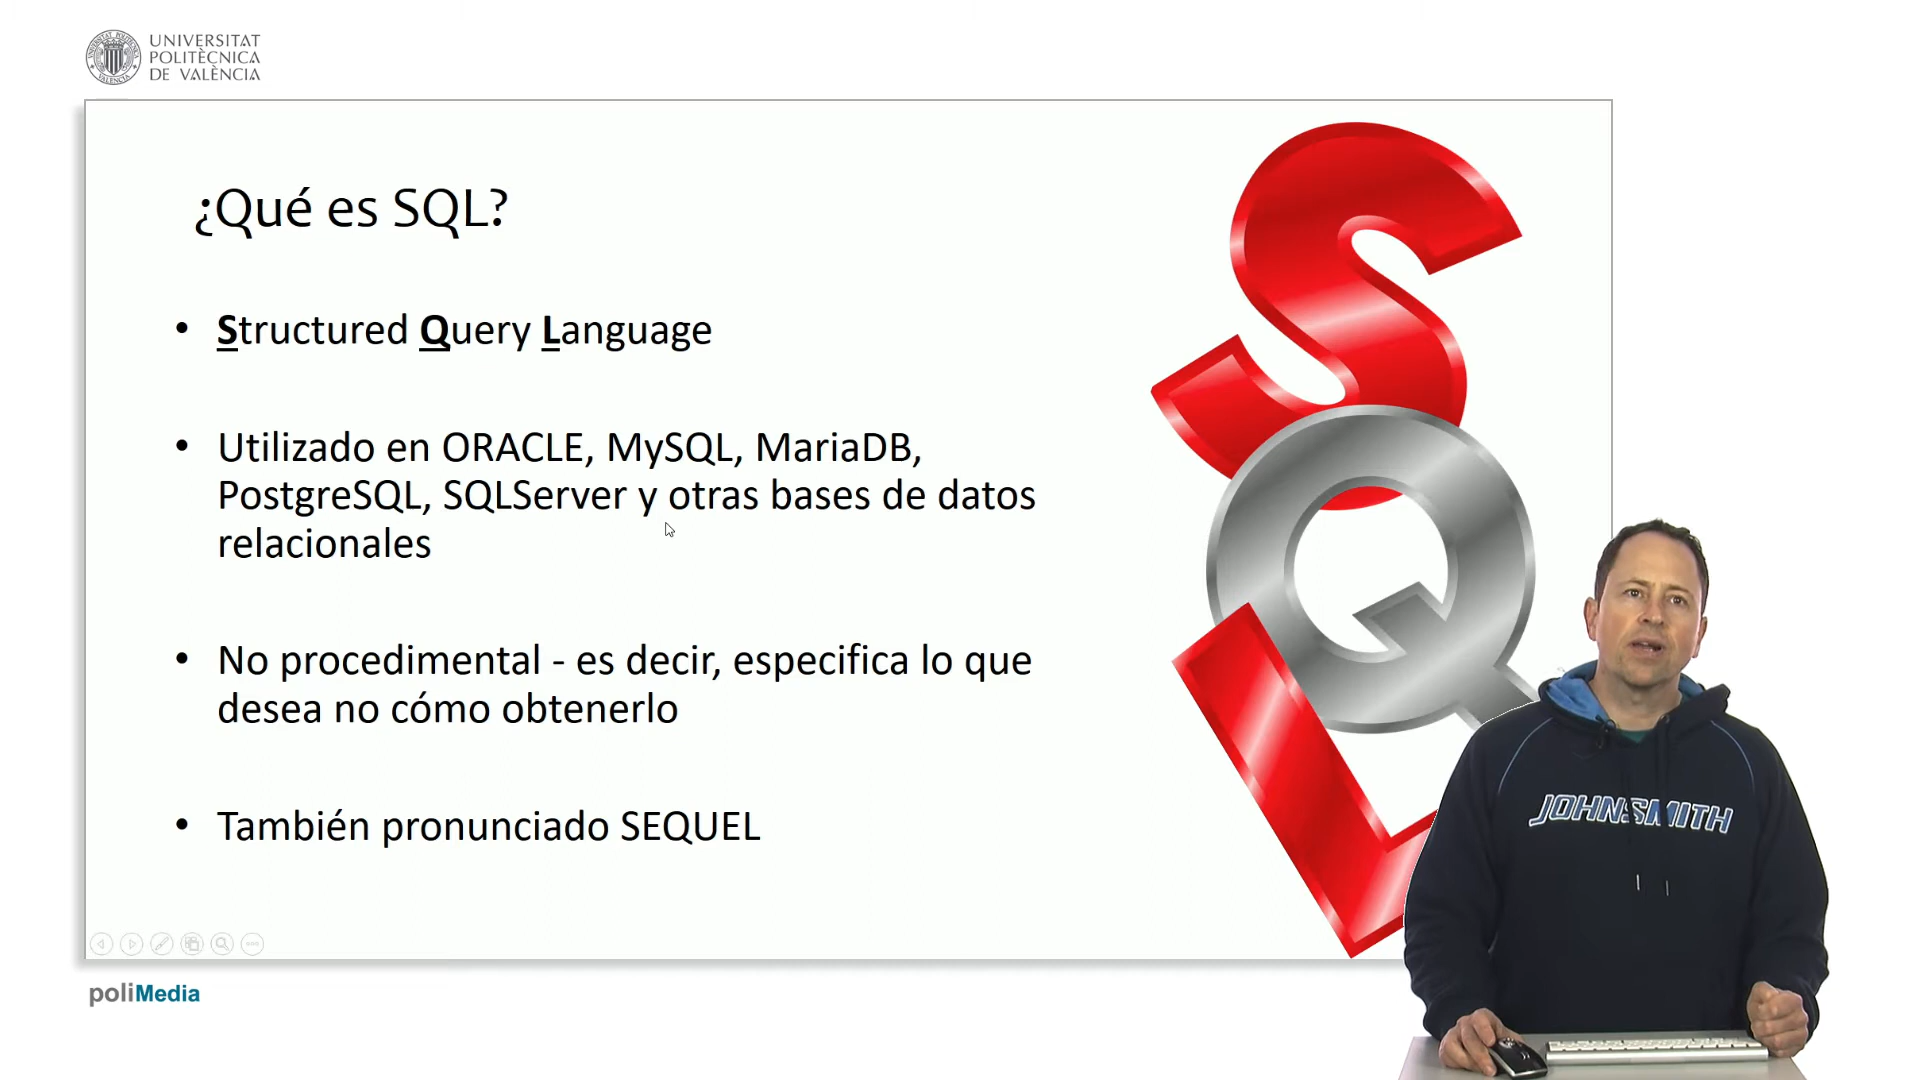 UNIVERSITAT
POLITÈCNICA
DE VALÈNCIA
¿Qué es SQL?
• Structured Query Language
• Utilizado en ORACLE, MySQL, MariaDB,
PostgreSQL, SQLServer y otras bases de datos
relacionales
• No procedimental - es decir, especifica lo que
desea no cómo obtenerlo
• También pronunciado SEQUEL
S
Q
L
JOHNSMITH
poliMedia